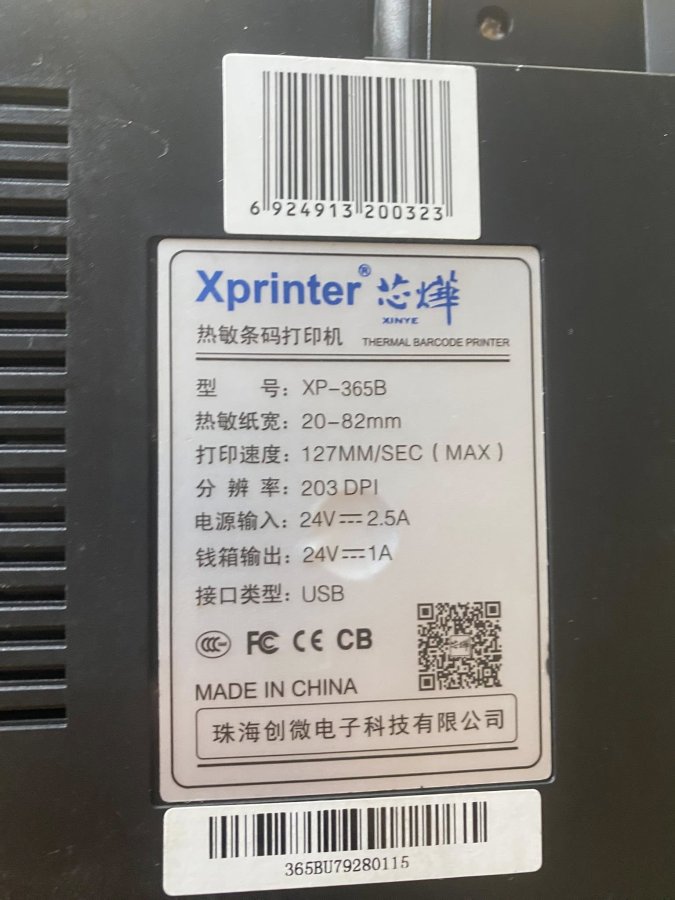 6 924913 200323
Xprinter® 芯烨
XINYE
热敏条码打印机 THERMAL BARCODE PRINTER
型 号: XP-365B
热敏纸宽: 20-82mm
打印速度: 127MM/SEC (MAX)
分 辨 率: 203 DPI
电源输入: 24V⎓2.5A
钱箱输出: 24V⎓1A
接口类型: USB
CCC FC CE CB
芯烨
MADE IN CHINA
珠海创微电子科技有限公司
365BU79280115